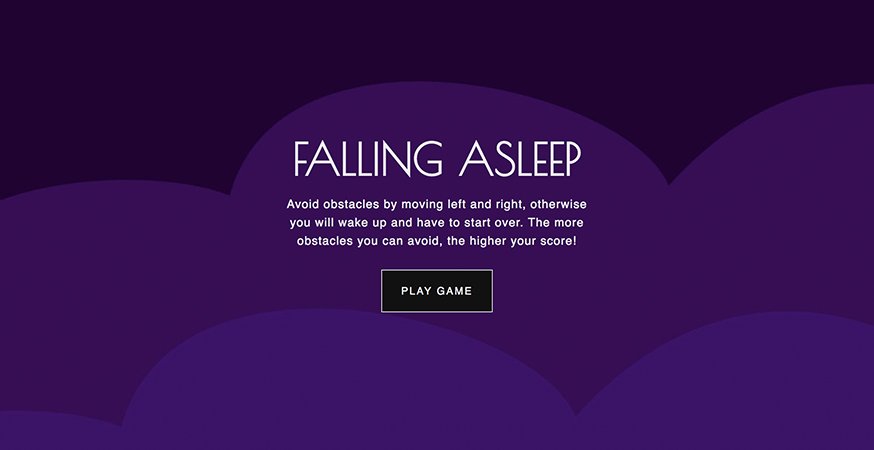 FALLING ASLEEP
Avoid obstacles by moving left and right, otherwise
you will wake up and have to start over. The more
obstacles you can avoid, the higher your score!
PLAY GAME